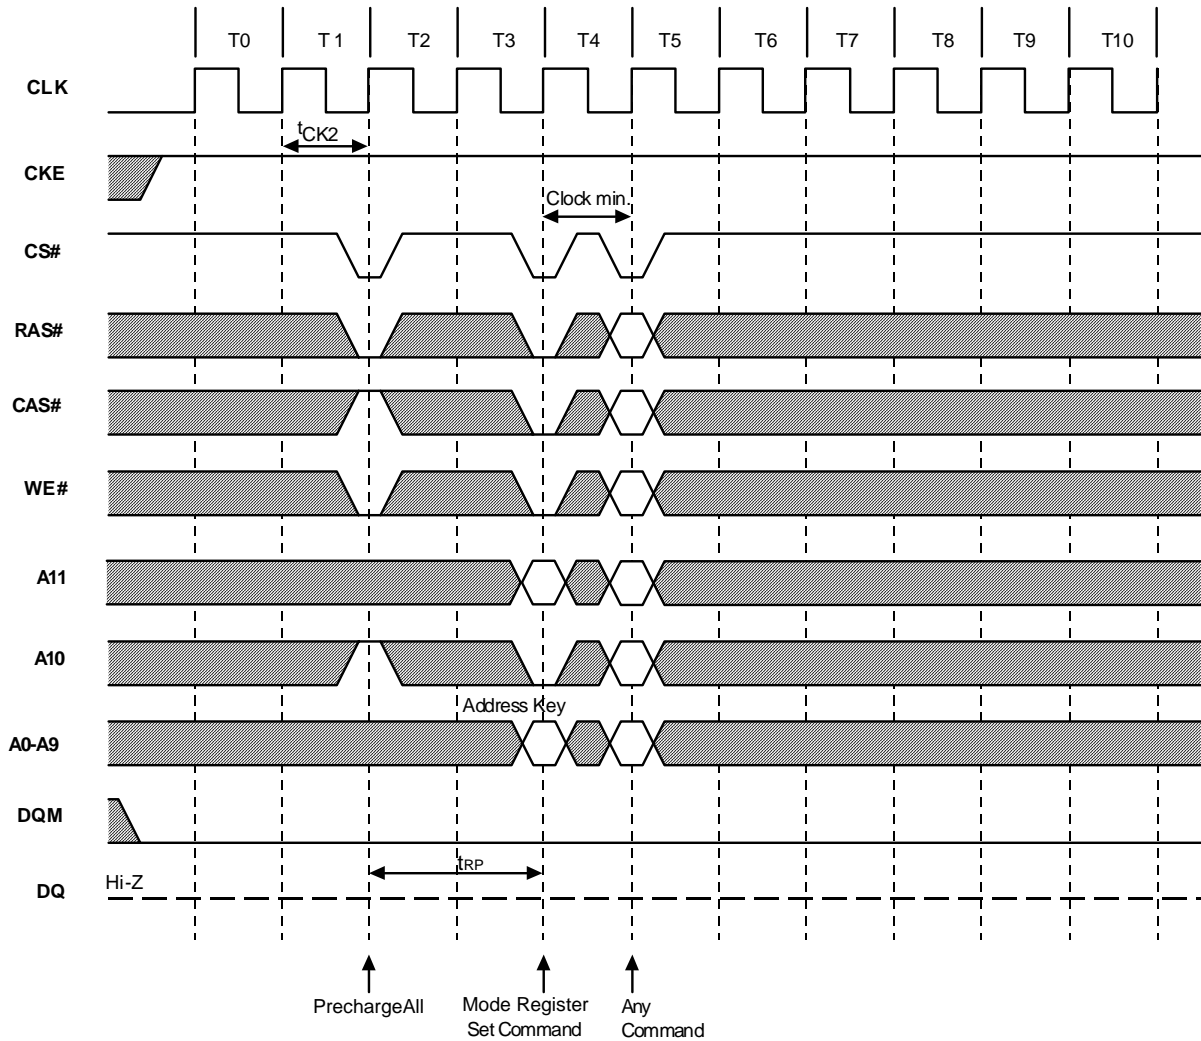 T0 T1 T2 T3 T4 T5 T6 T7 T8 T9 T10
CLK
tCK2
CKE
Clock min.
CS#
RAS#
CAS#
WE#
A11
A10
Address Key
A0-A9
DQM
tRP
Hi-Z
DQ
PrechargeAll
Mode Register
Set Command
Any
Command